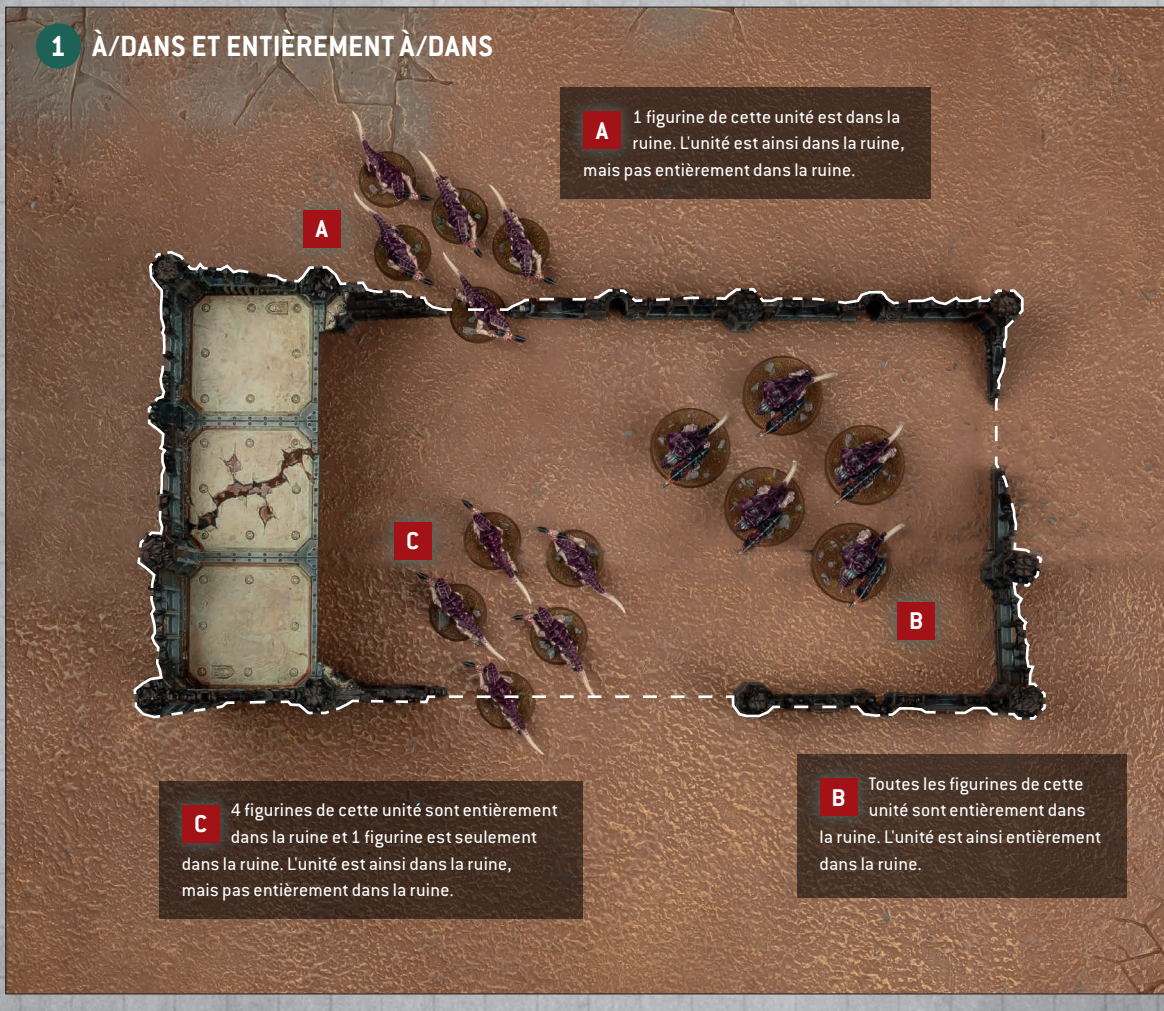 1 À/DANS ET ENTIÈREMENT À/DANS
A 1 figurine de cette unité est dans la
ruine. L'unité est ainsi dans la ruine,
mais pas entièrement dans la ruine.
A
C
B
B Toutes les figurines de cette
unité sont entièrement dans
la ruine. L'unité est ainsi entièrement
dans la ruine.
C 4 figurines de cette unité sont entièrement
dans la ruine et 1 figurine est seulement
dans la ruine. L'unité est ainsi dans la ruine,
mais pas entièrement dans la ruine.